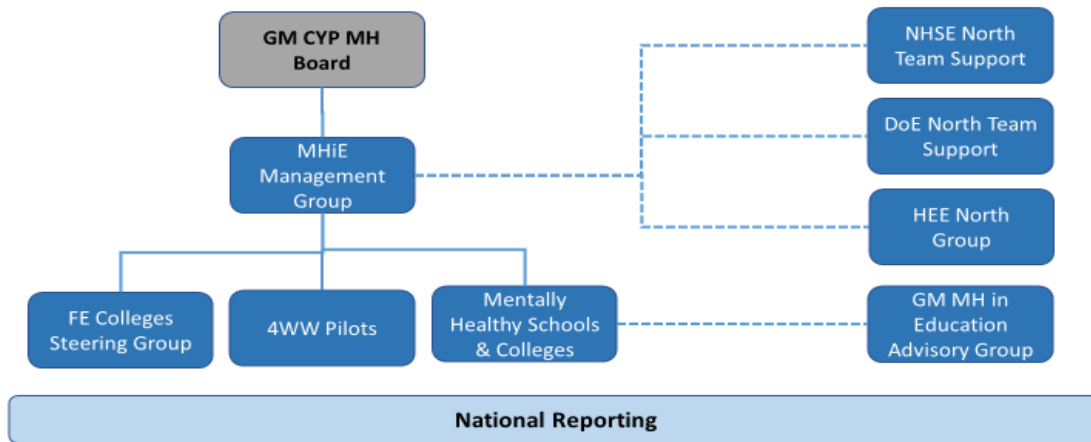 GM CYP MH
Board
MHiE
Management
Group
FE Colleges
Steering Group
4WW Pilots
Mentally
Healthy Schools
& Colleges
NHSE North
Team Support
DoE North Team
Support
HEE North
Group
GM MH in
Education
Advisory Group
National Reporting